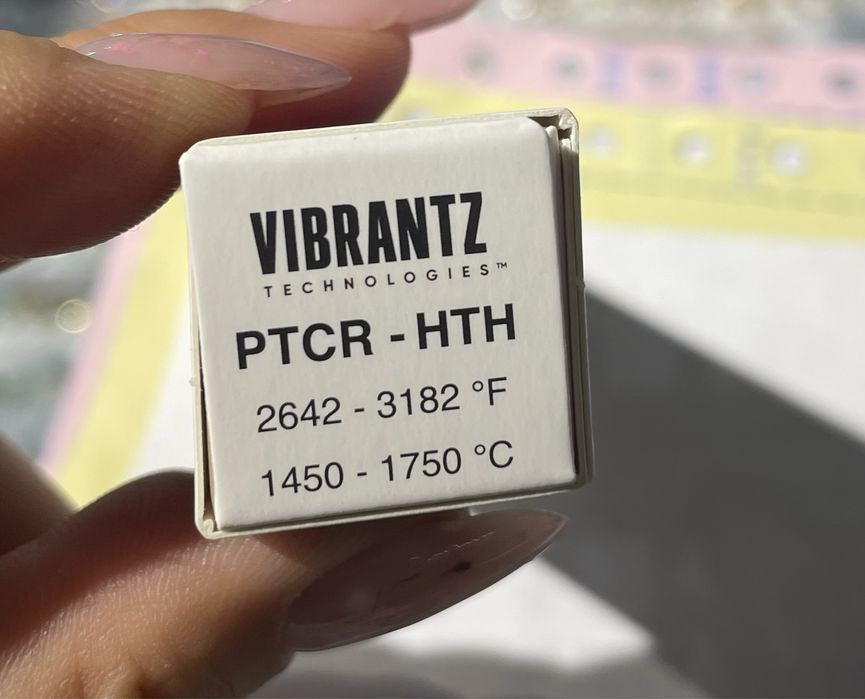 VIBRANTZ
TECHNOLOGIES™
PTCR - HTH
2642 - 3182 °F
1450 - 1750 °C